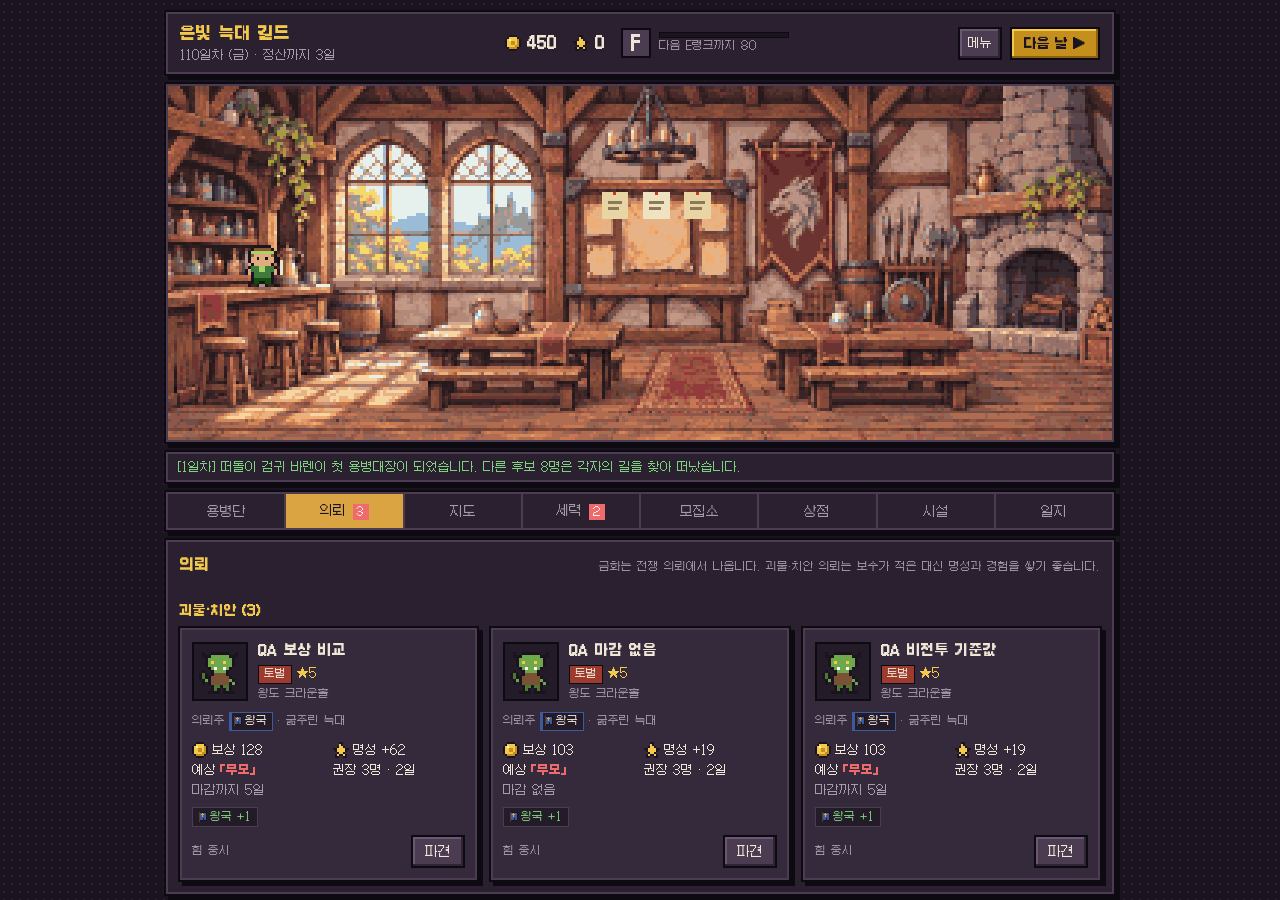 은빛 늑대 길드
110일차 (금) · 정산까지 3일
450 0 F 다음 E랭크까지 80
메뉴 다음 날 ▶
[1일차] 떠돌이 검귀 바렌이 첫 용병대장이 되었습니다. 다른 후보 8명은 각자의 길을 찾아 떠났습니다.
용병단 의뢰 3 지도 세력 2 모집소 상점 시설 일지
의뢰
금화는 전쟁 의뢰에서 나옵니다. 괴물·치안 의뢰는 보수가 적은 대신 명성과 경험을 쌓기 좋습니다.
괴물·치안 (3)
QA 보상 비교
토벌 ★5
왕도 크라운홀
의뢰주 왕국 · 굶주린 늑대
보상 128 명성 +62
예상 「무모」 권장 3명 · 2일
마감까지 5일
왕국 +1
힘 중시 파견
QA 마감 없음
토벌 ★5
왕도 크라운홀
의뢰주 왕국 · 굶주린 늑대
보상 103 명성 +19
예상 「무모」 권장 3명 · 2일
마감 없음
왕국 +1
힘 중시 파견
QA 비전투 기준값
토벌 ★5
왕도 크라운홀
의뢰주 왕국 · 굶주린 늑대
보상 103 명성 +19
예상 「무모」 권장 3명 · 2일
마감까지 5일
왕국 +1
힘 중시 파견